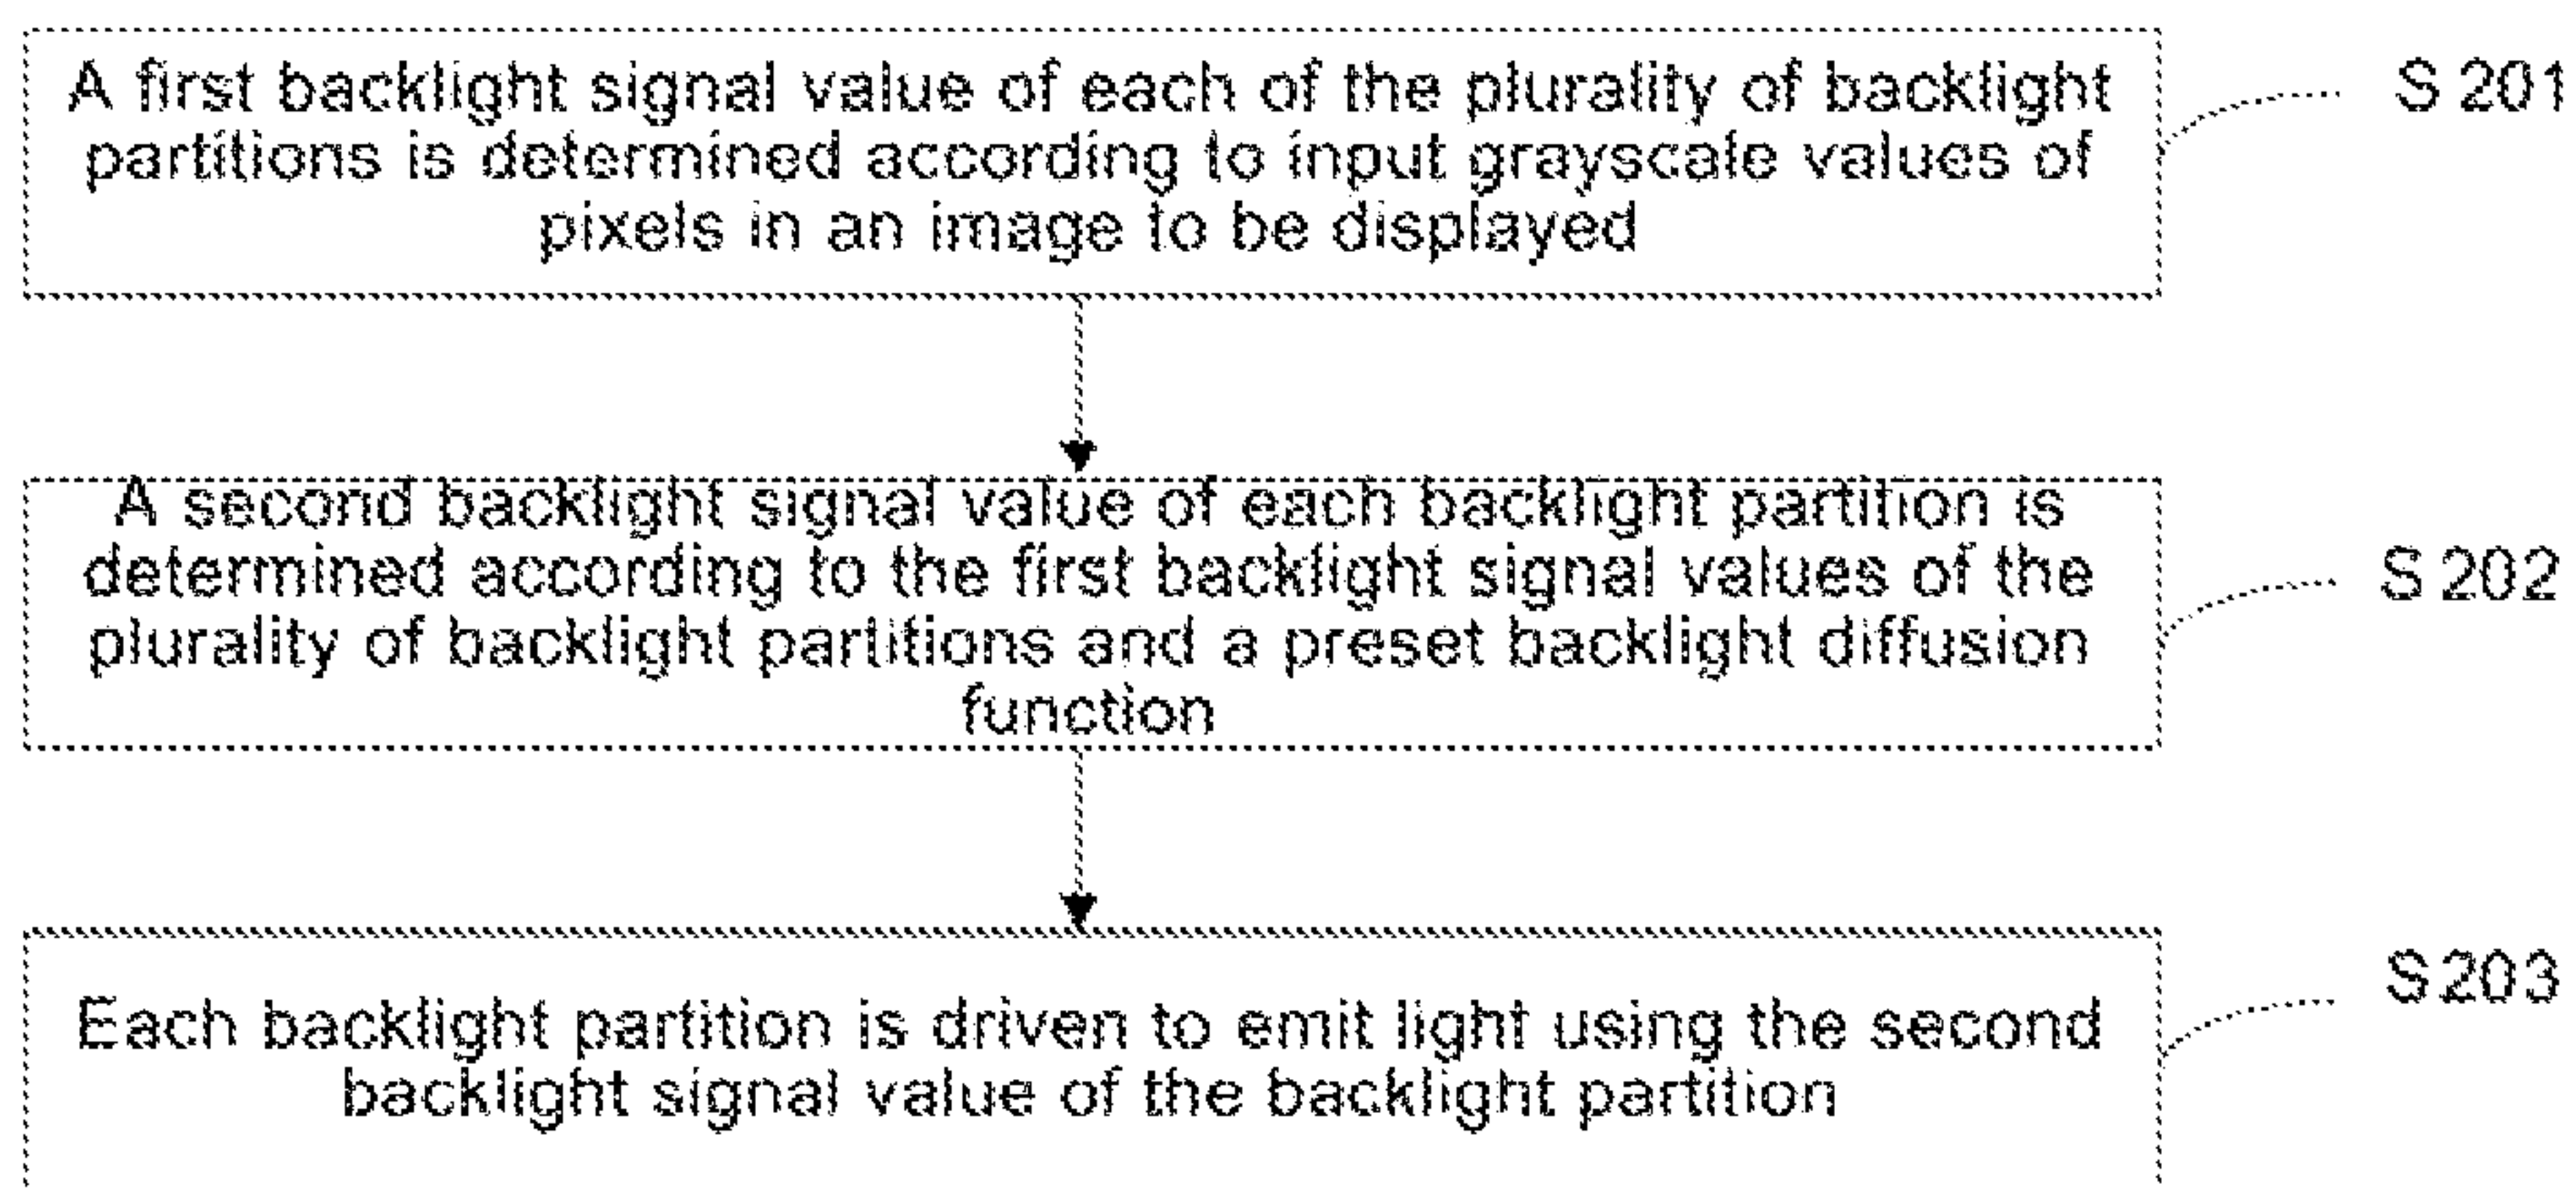 A first backlight signal value of each of the plurality of backlight
partitions is determined according to input grayscale values of
pixels in an image to be displayed
S 201
A second backlight signal value of each backlight partition is
determined according to the first backlight signal values of the
plurality of backlight partitions and a preset backlight diffusion
function
S 202
Each backlight partition is driven to emit light using the second
backlight signal value of the backlight partition
S 203